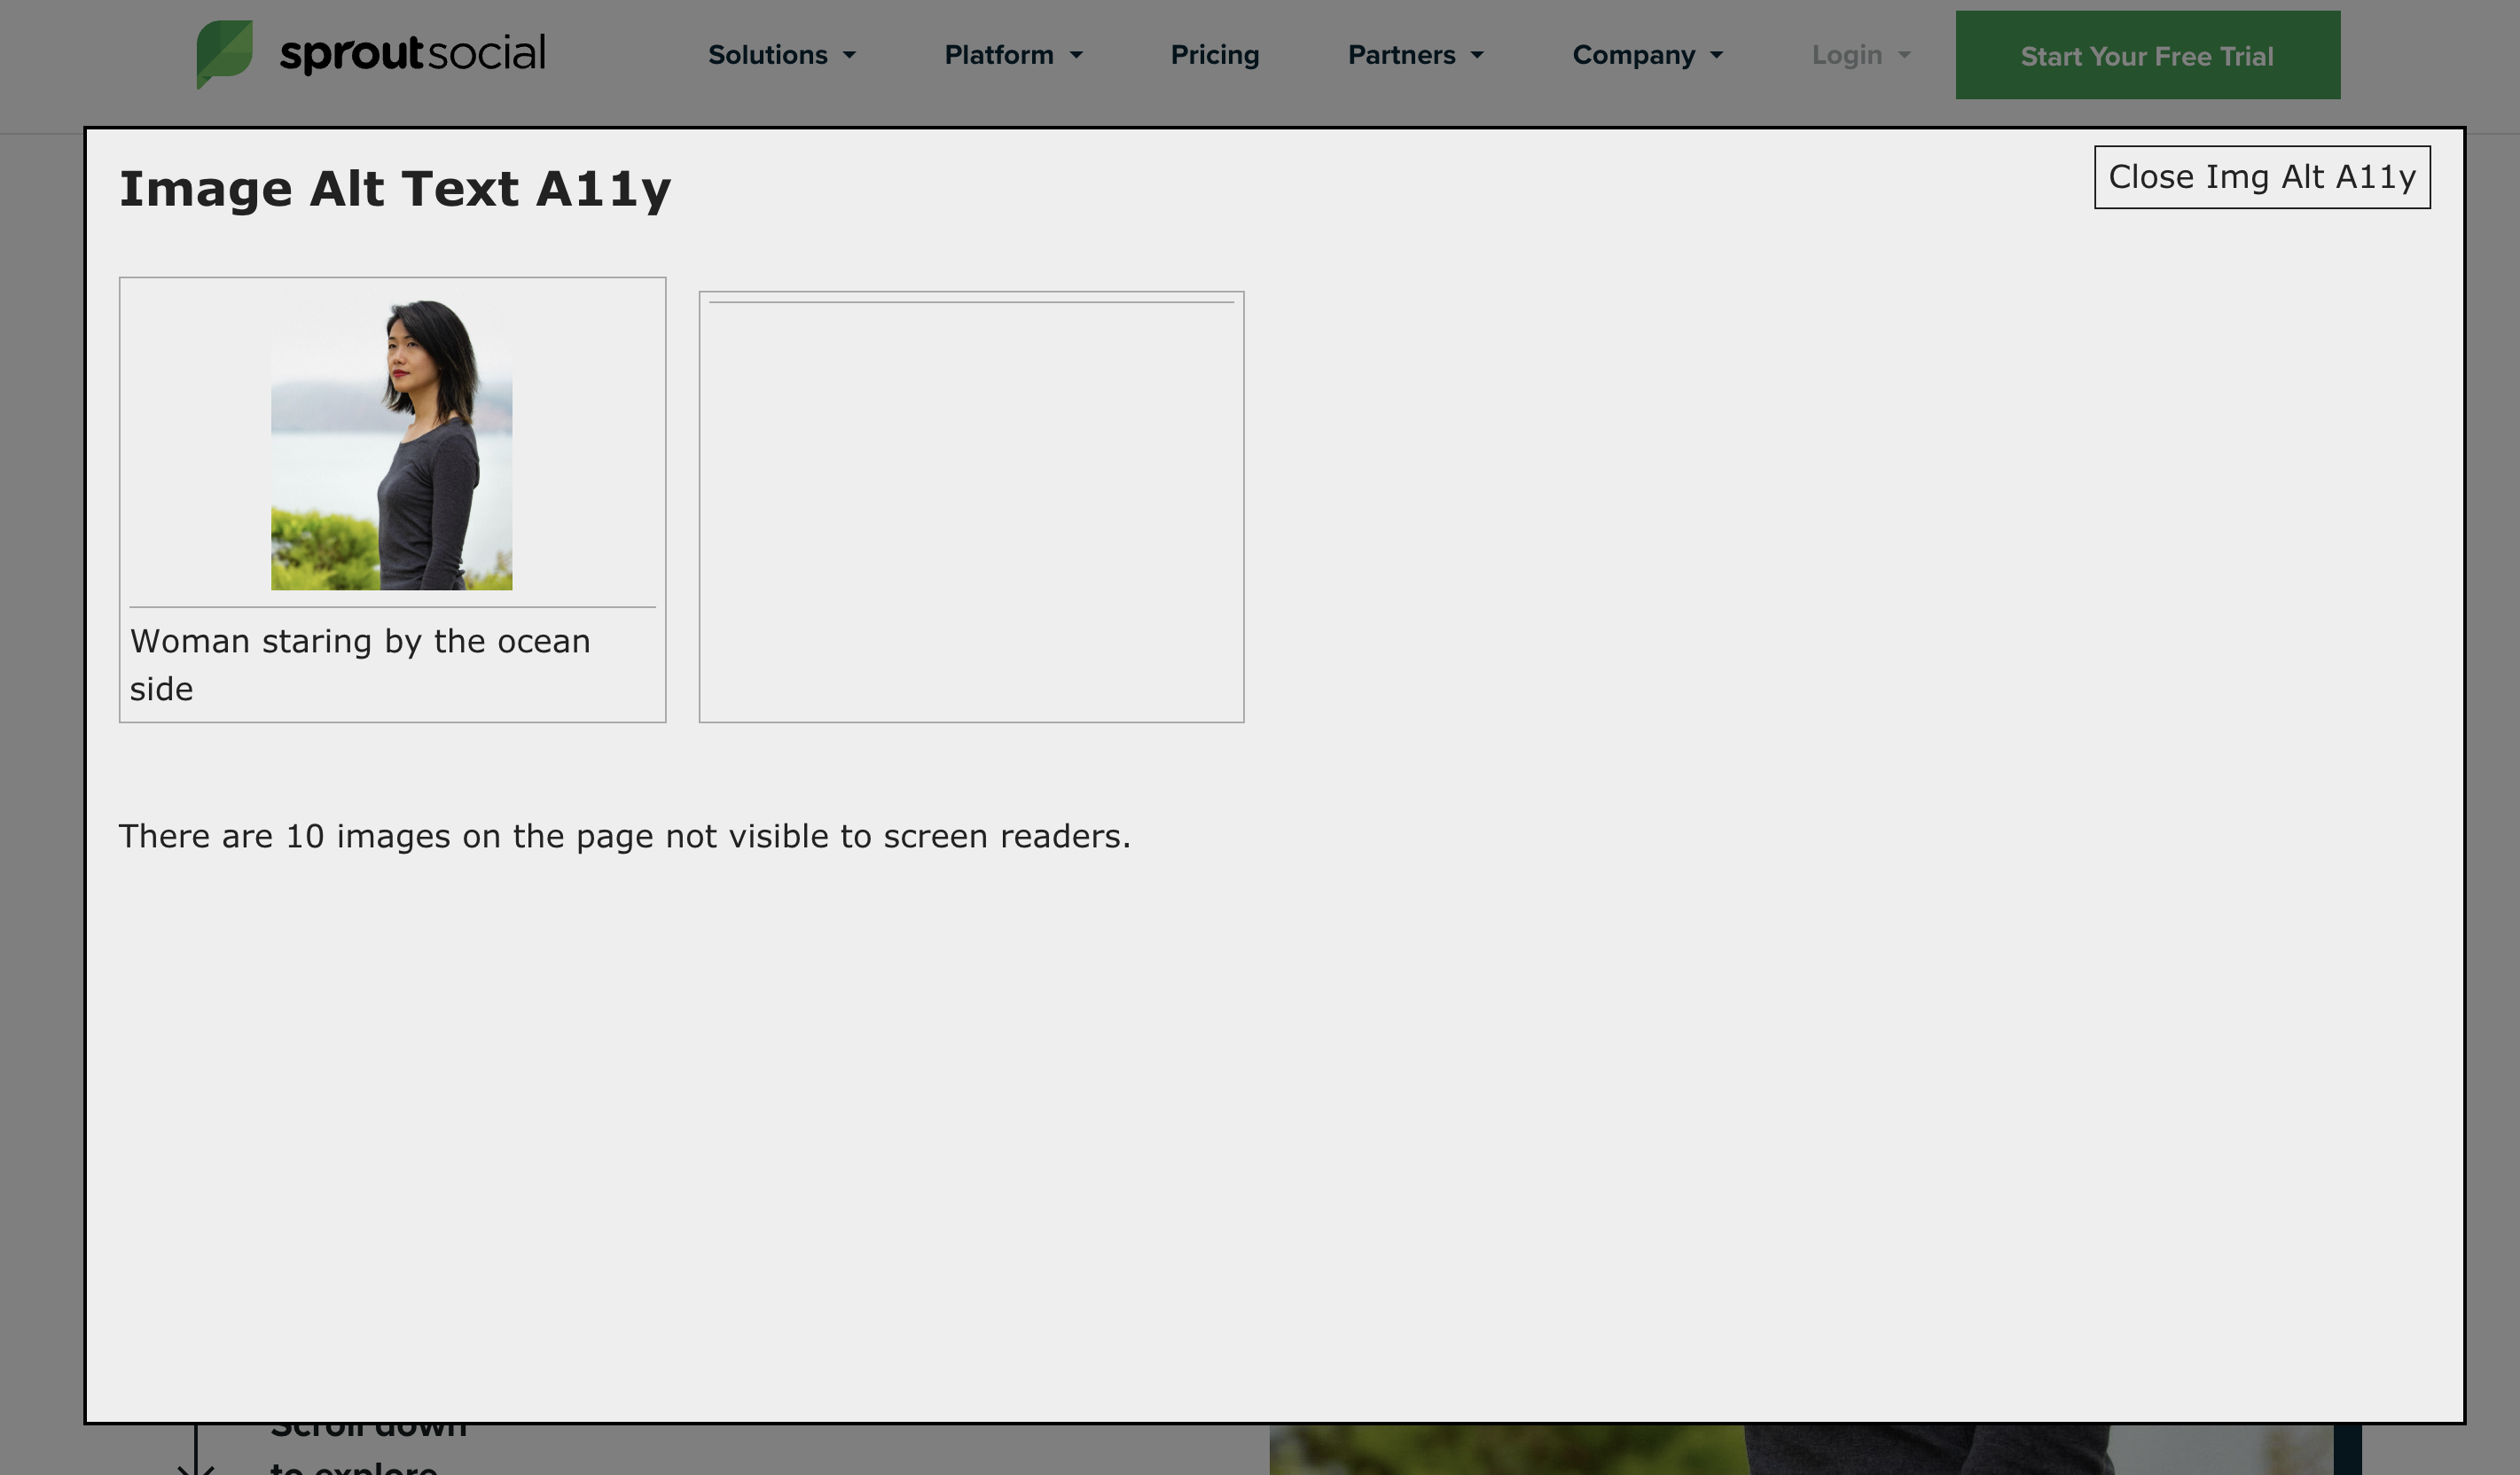 sproutsocial
Solutions
Platform
Pricing
Partners
Company
Login
Start Your Free Trial
Image Alt Text A11y
Close Img Alt A11y
Woman staring by the ocean
side
There are 10 images on the page not visible to screen readers.
Scroll down
to explore